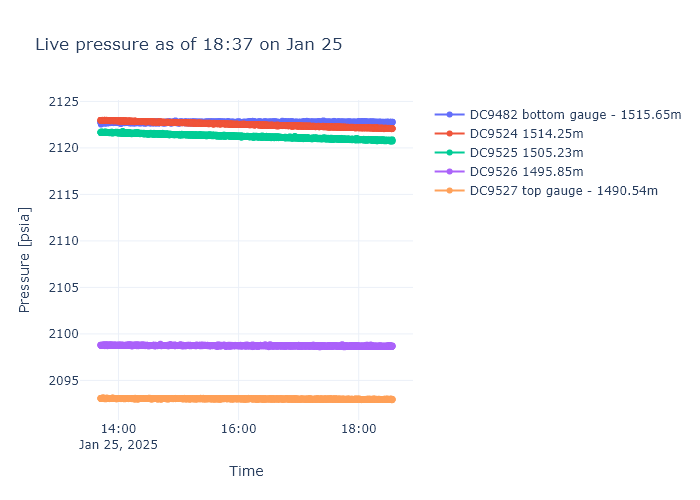 Live pressure as of 18:37 on Jan 25
2125
2120
2115
2110
2105
2100
2095
Pressure [psia]
14:00
Jan 25, 2025
16:00
18:00
Time
DC9482 bottom gauge - 1515.65m
DC9524 1514.25m
DC9525 1505.23m
DC9526 1495.85m
DC9527 top gauge - 1490.54m